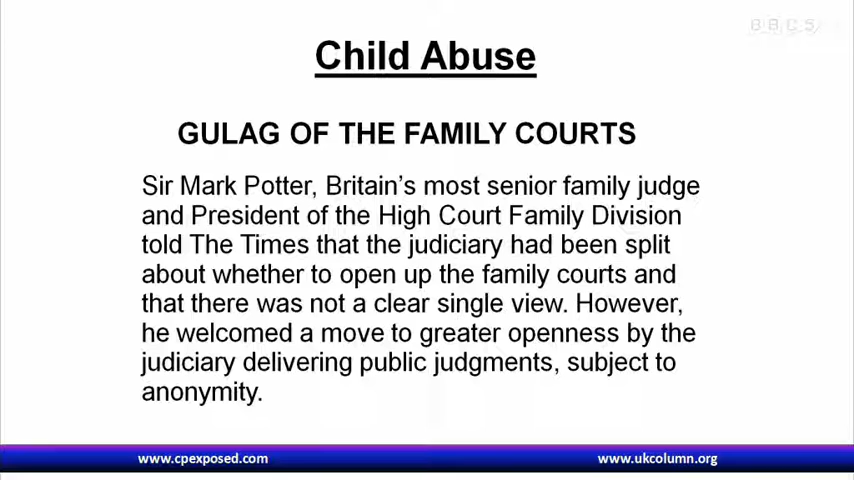 BBC5
Child Abuse
GULAG OF THE FAMILY COURTS
Sir Mark Potter, Britain's most senior family judge
and President of the High Court Family Division
told The Times that the judiciary had been split
about whether to open up the family courts and
that there was not a clear single view. However,
he welcomed a move to greater openness by the
judiciary delivering public judgments, subject to
anonymity.
www.cpexposed.com
www.ukcolumn.org